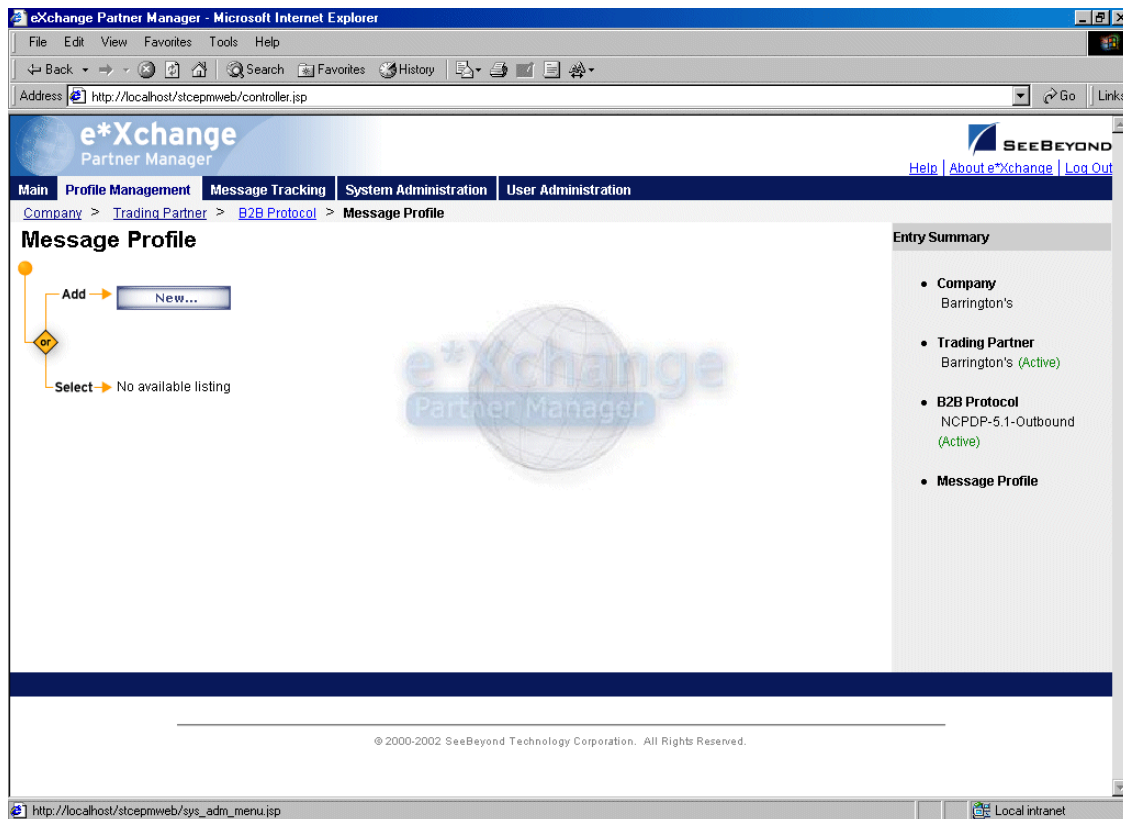 eXchange Partner Manager - Microsoft Internet Explorer
File Edit View Favorites Tools Help
Back Search Favorites History
Address http://localhost/stcepmweb/controller.jsp Go Links
e*Xchange
Partner Manager
SEEBEYOND
Help | About e*Xchange | Log Out
Main Profile Management Message Tracking System Administration User Administration
Company > Trading Partner > B2B Protocol > Message Profile
Message Profile
Add New...
or
Select No available listing
e*Xchange
Partner Manager
Entry Summary
• Company
Barrington's
• Trading Partner
Barrington's (Active)
• B2B Protocol
NCPDP-5.1-Outbound
(Active)
• Message Profile
© 2000-2002 SeeBeyond Technology Corporation. All Rights Reserved.
http://localhost/stcepmweb/sys_adm_menu.jsp Local intranet